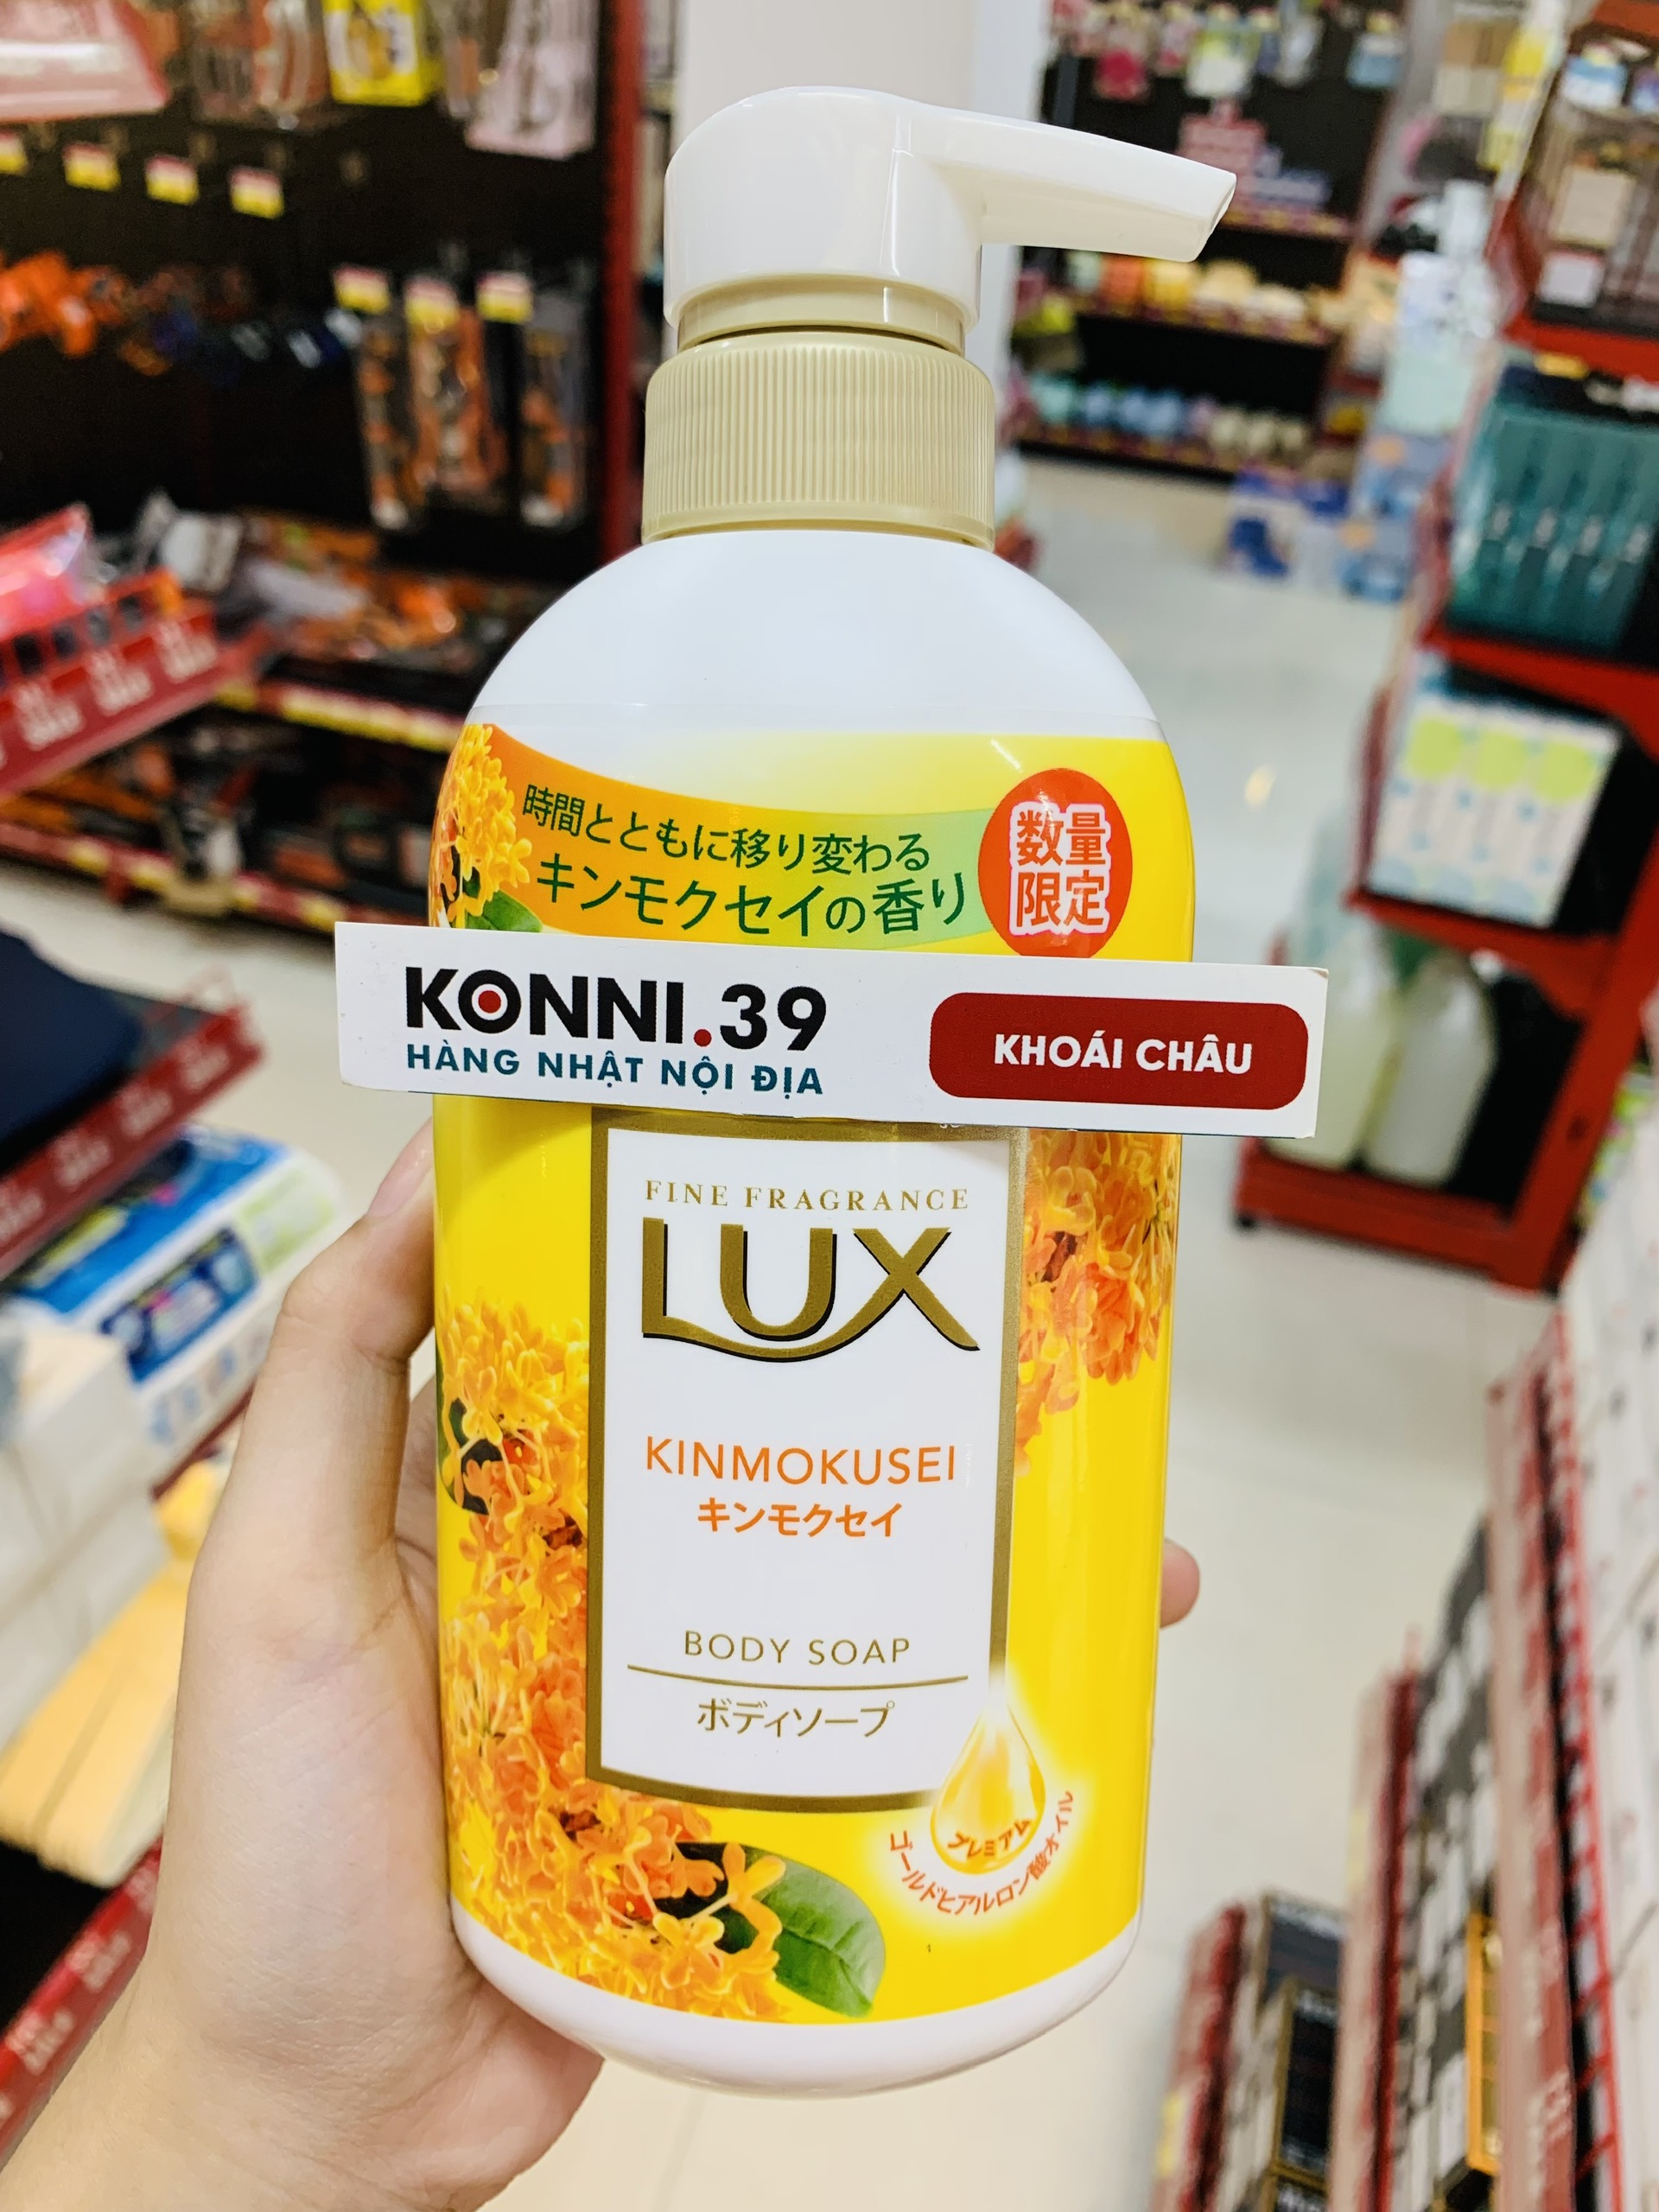 時間とともに移り変わる
キンモクセイの香り
数量
限定
KONNI.39
HÀNG NHẬT NỘI ĐỊA
KHOÁI CHÂU
FINE FRAGRANCE
LUX
KINMOKUSEI
キンモクセイ
BODY SOAP
ボディソープ
プレミアム
ゴールドヒアルロン酸オイル